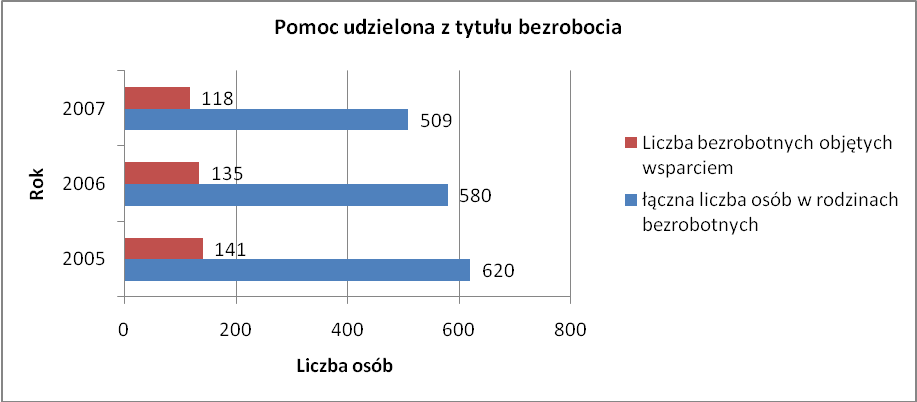 Pomoc udzielona z tytułu bezrobocia
Rok
2007
118
509
2006
135
580
2005
141
620
0 200 400 600 800
Liczba osób
Liczba bezrobotnych objętych
wsparciem
łączna liczba osób w rodzinach
bezrobotnych